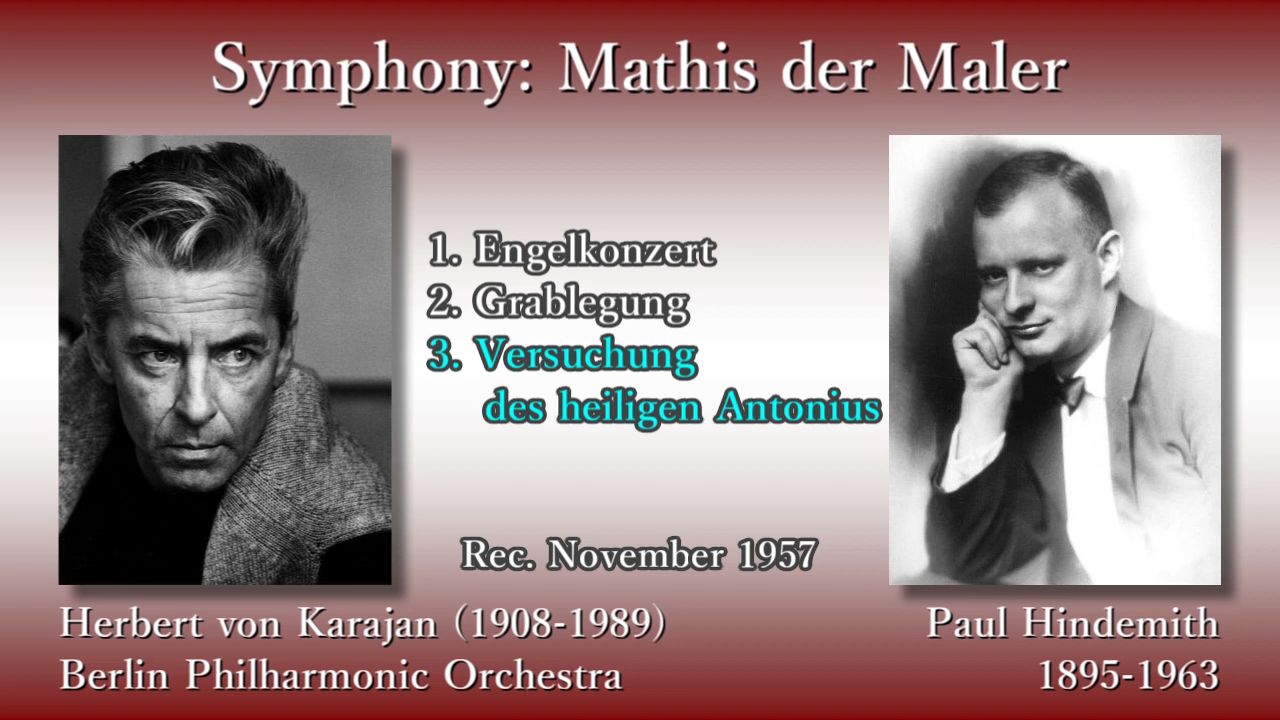 Symphony: Mathis der Maler
1. Engelkonzert
2. Grablegung
3. Versuchung
des heiligen Antonius
Rec. November 1957
Herbert von Karajan (1908-1989)
Berlin Philharmonic Orchestra
Paul Hindemith
1895-1963